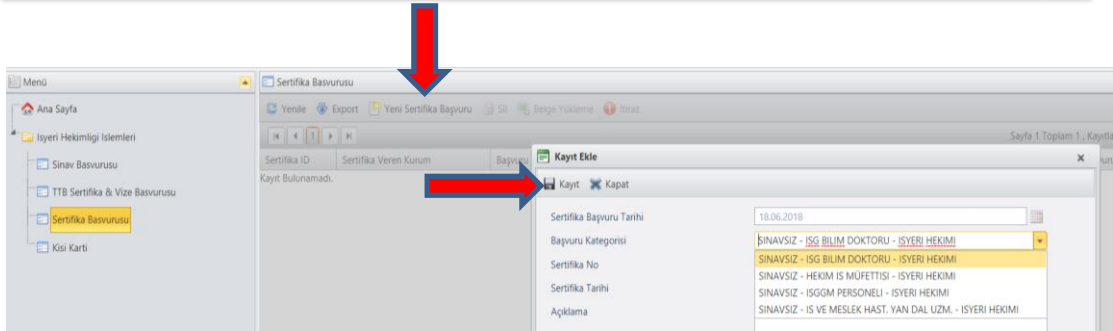 Menü
Ana Sayfa
Isyeri Hekimligi Islemleri
Sinav Basvurusu
TTB Sertifika & Vize Basvurusu
Sertifika Basvurusu
Kisi Karti
Sertifika Basvurusu
Yenile Export Yeni Sertifika Başvuru Sil Belge Yükleme İtiraz
1
Sayfa 1 Toplam 1 , Kayıtla
Sertifika ID Sertifika Veren Kurum Başvuru
Kayıt Bulunamadı.
Kayıt Ekle
Kayıt Kapat
Sertifika Başvuru Tarihi 18.06.2018
Başvuru Kategorisi SINAVSIZ - ISG BILIM DOKTORU - ISYERI HEKIMI
Sertifika No
Sertifika Tarihi
Açıklama
SINAVSIZ - ISG BILIM DOKTORU - ISYERI HEKIMI
SINAVSIZ - HEKIM IS MÜFETTISI - ISYERI HEKIMI
SINAVSIZ - ISGGM PERSONELI - ISYERI HEKIMI
SINAVSIZ - IS VE MESLEK HAST. YAN DAL UZM. - ISYERI HEKIMI